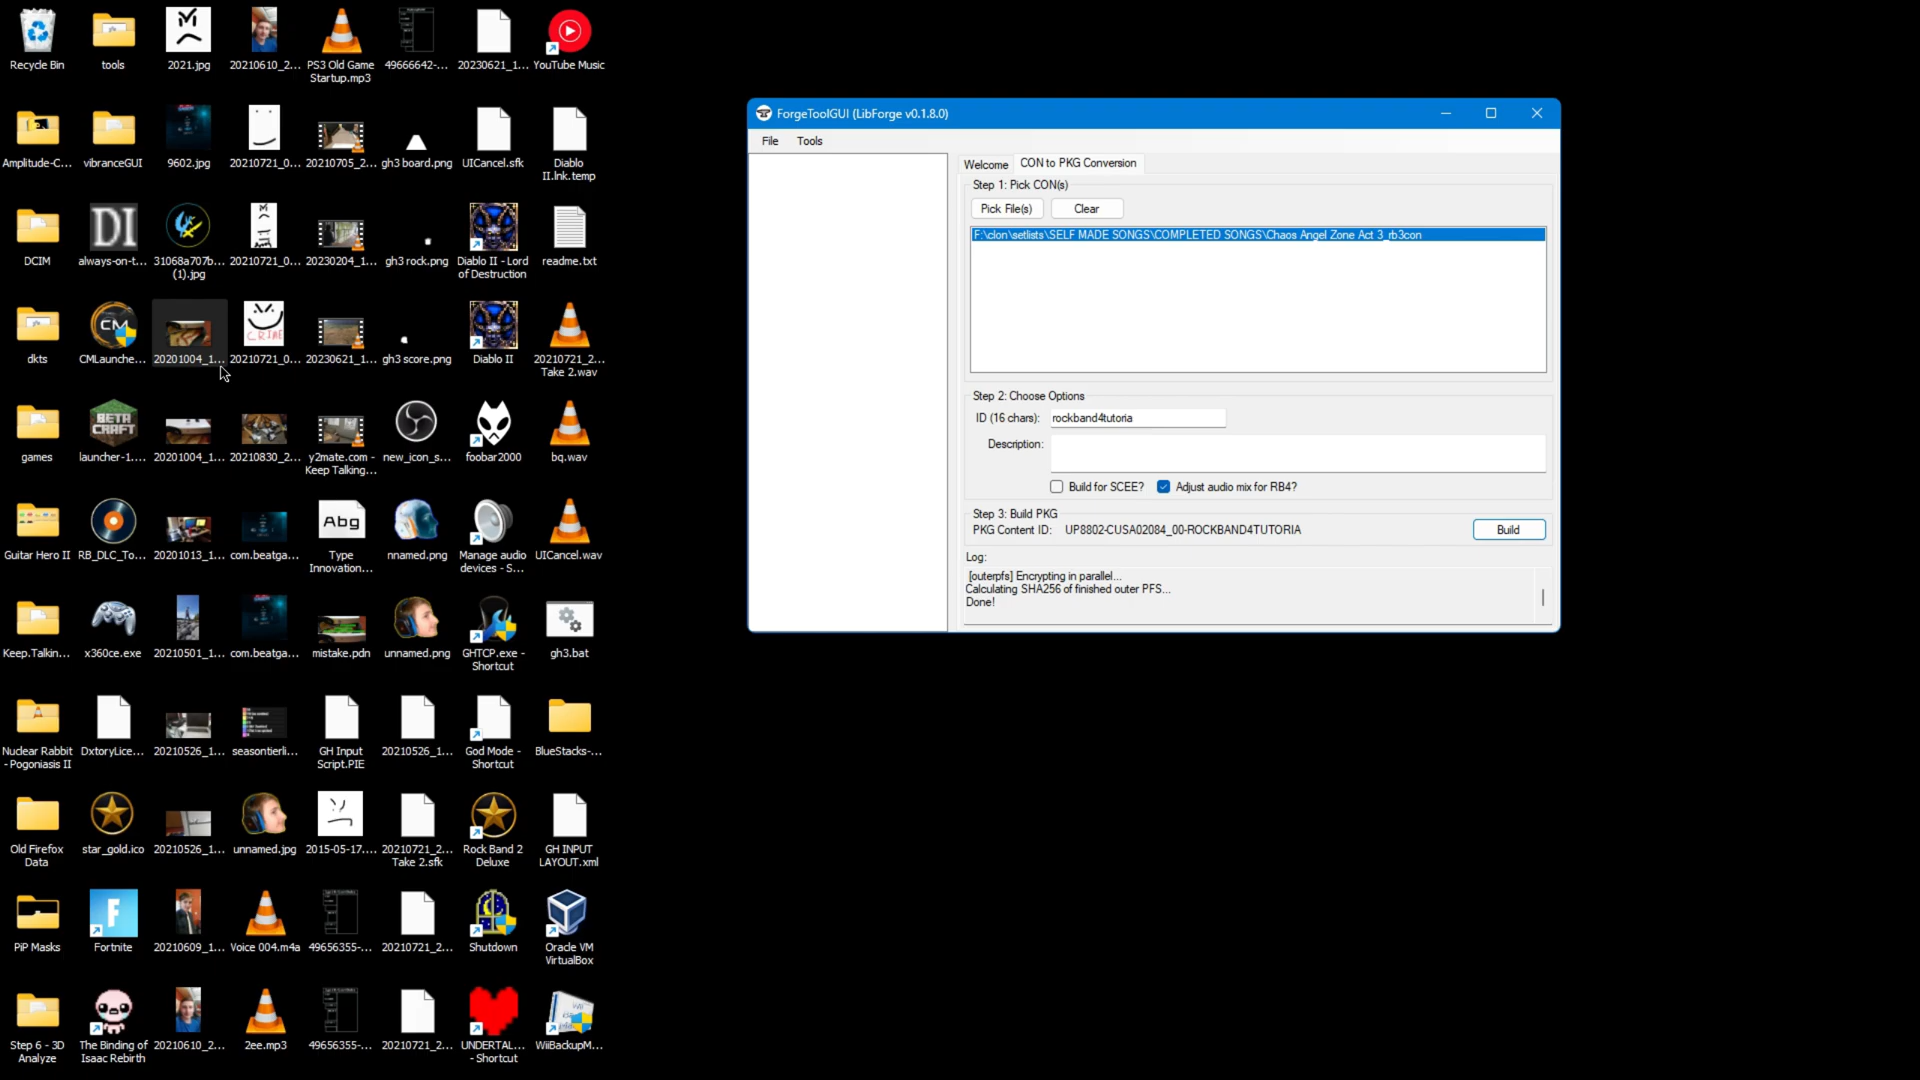 Recycle Bin
tools
2021.jpg
20210610_2...
PS3 Old Game
Startup.mp3
49666642-...
20230621_1...
YouTube Music
Amplitude-C...
vibranceGUI
9602.jpg
20210721_0...
20210705_2...
gh3 board.png
UICancel.sfk
Diablo
II.lnk.temp
DCIM
DI
always-on-t...
31068a707b...
(1).jpg
20210721_0...
20230204_1...
gh3 rock.png
Diablo II - Lord
of Destruction
readme.txt
dkts
CM
CMLaunche...
20201004_1...
CRIME
20210721_0...
20230621_1...
gh3 score.png
Diablo II
20210721_2...
Take 2.wav
games
BETA
CRAFT
launcher-1....
20201004_1...
20210830_2...
y2mate.com -
Keep Talking...
new_icon_s...
foobar2000
bq.wav
Guitar Hero II
RB_DLC_To...
20201013_1...
com.beatga...
Abg
Type
Innovation...
nnamed.png
Manage audio
devices - S...
UICancel.wav
Keep.Talkin...
x360ce.exe
20210501_1...
com.beatga...
mistake.pdn
unnamed.png
GHTCP.exe -
Shortcut
gh3.bat
Nuclear Rabbit
- Pogoniasis II
DxtoryLice...
20210526_1...
seasontierli...
GH Input
Script.PIE
20210526_1...
God Mode -
Shortcut
BlueStacks-...
Old Firefox
Data
star_gold.ico
20210526_1...
unnamed.jpg
2015-05-17....
20210721_2...
Take 2.sfk
Rock Band 2
Deluxe
GH INPUT
LAYOUT.xml
PiP Masks
Fortnite
20210609_1...
Voice 004.m4a
49656355-...
20210721_2...
Shutdown
Oracle VM
VirtualBox
Step 6 - 3D
Analyze
The Binding of
Isaac Rebirth
20210610_2...
2ee.mp3
49656355-...
20210721_2...
UNDERTAL...
- Shortcut
WiiBackupM...
ForgeToolGUI (LibForge v0.1.8.0)
File Tools
Welcome CON to PKG Conversion
Step 1: Pick CON(s)
Pick File(s) Clear
F:\clon\setlists\SELF MADE SONGS\COMPLETED SONGS\Chaos Angel Zone Act 3_rb3con
Step 2: Choose Options
ID (16 chars): rockband4tutoria
Description:
Build for SCEE? Adjust audio mix for RB4?
Step 3: Build PKG
PKG Content ID: UP8802-CUSA02084_00-ROCKBAND4TUTORIA Build
Log:
[outerpfs] Encrypting in parallel...
Calculating SHA256 of finished outer PFS...
Done!